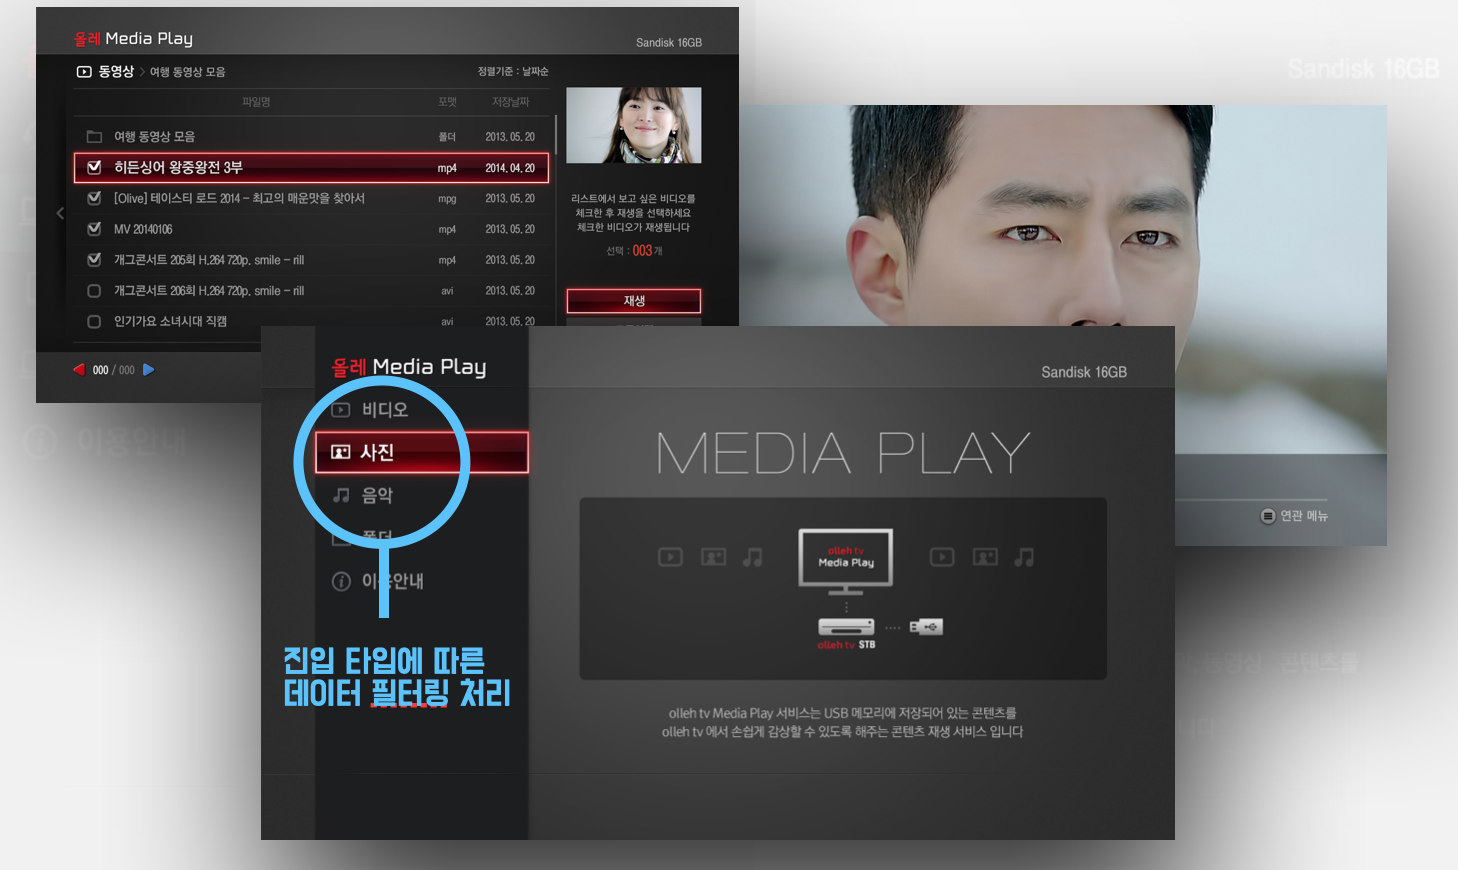 올레 Media Play
Sandisk 16GB
동영상 > 여행 동영상 모음
정렬기준 : 날짜순
파일명 포맷 저장날짜
여행 동영상 모음 폴더 2013. 05. 20
히든싱어 왕중왕전 3부 mp4 2014. 04. 20
[Olive] 테이스티 로드 2014 - 최고의 매운맛을 찾아서 mpg 2013. 05. 20
MV 20140106 mp4 2013. 05. 20
개그콘서트 205회 H.264 720p. smile - rill mp4 2013. 05. 20
개그콘서트 206회 H.264 720p. smile - rill avi 2013. 05. 20
인기가요 소녀시대 직캠 avi 2013. 05. 20
리스트에서 보고 싶은 비디오를
체크한 후 재생을 선택하세요
체크한 비디오가 재생됩니다
선택 : 003 개
재생
000 / 000
Sandisk 16GB
연관 메뉴
이용안내
올레 Media Play
Sandisk 16GB
비디오
사진
음악
폴더
이용안내
진입 타입에 따른
데이터 필터링 처리
MEDIA PLAY
olleh tv
Media Play
olleh tv STB
olleh tv Media Play 서비스는 USB 메모리에 저장되어 있는 콘텐츠를
olleh tv 에서 손쉽게 감상할 수 있도록 해주는 콘텐츠 재생 서비스 입니다
동영상 콘텐츠를
니다